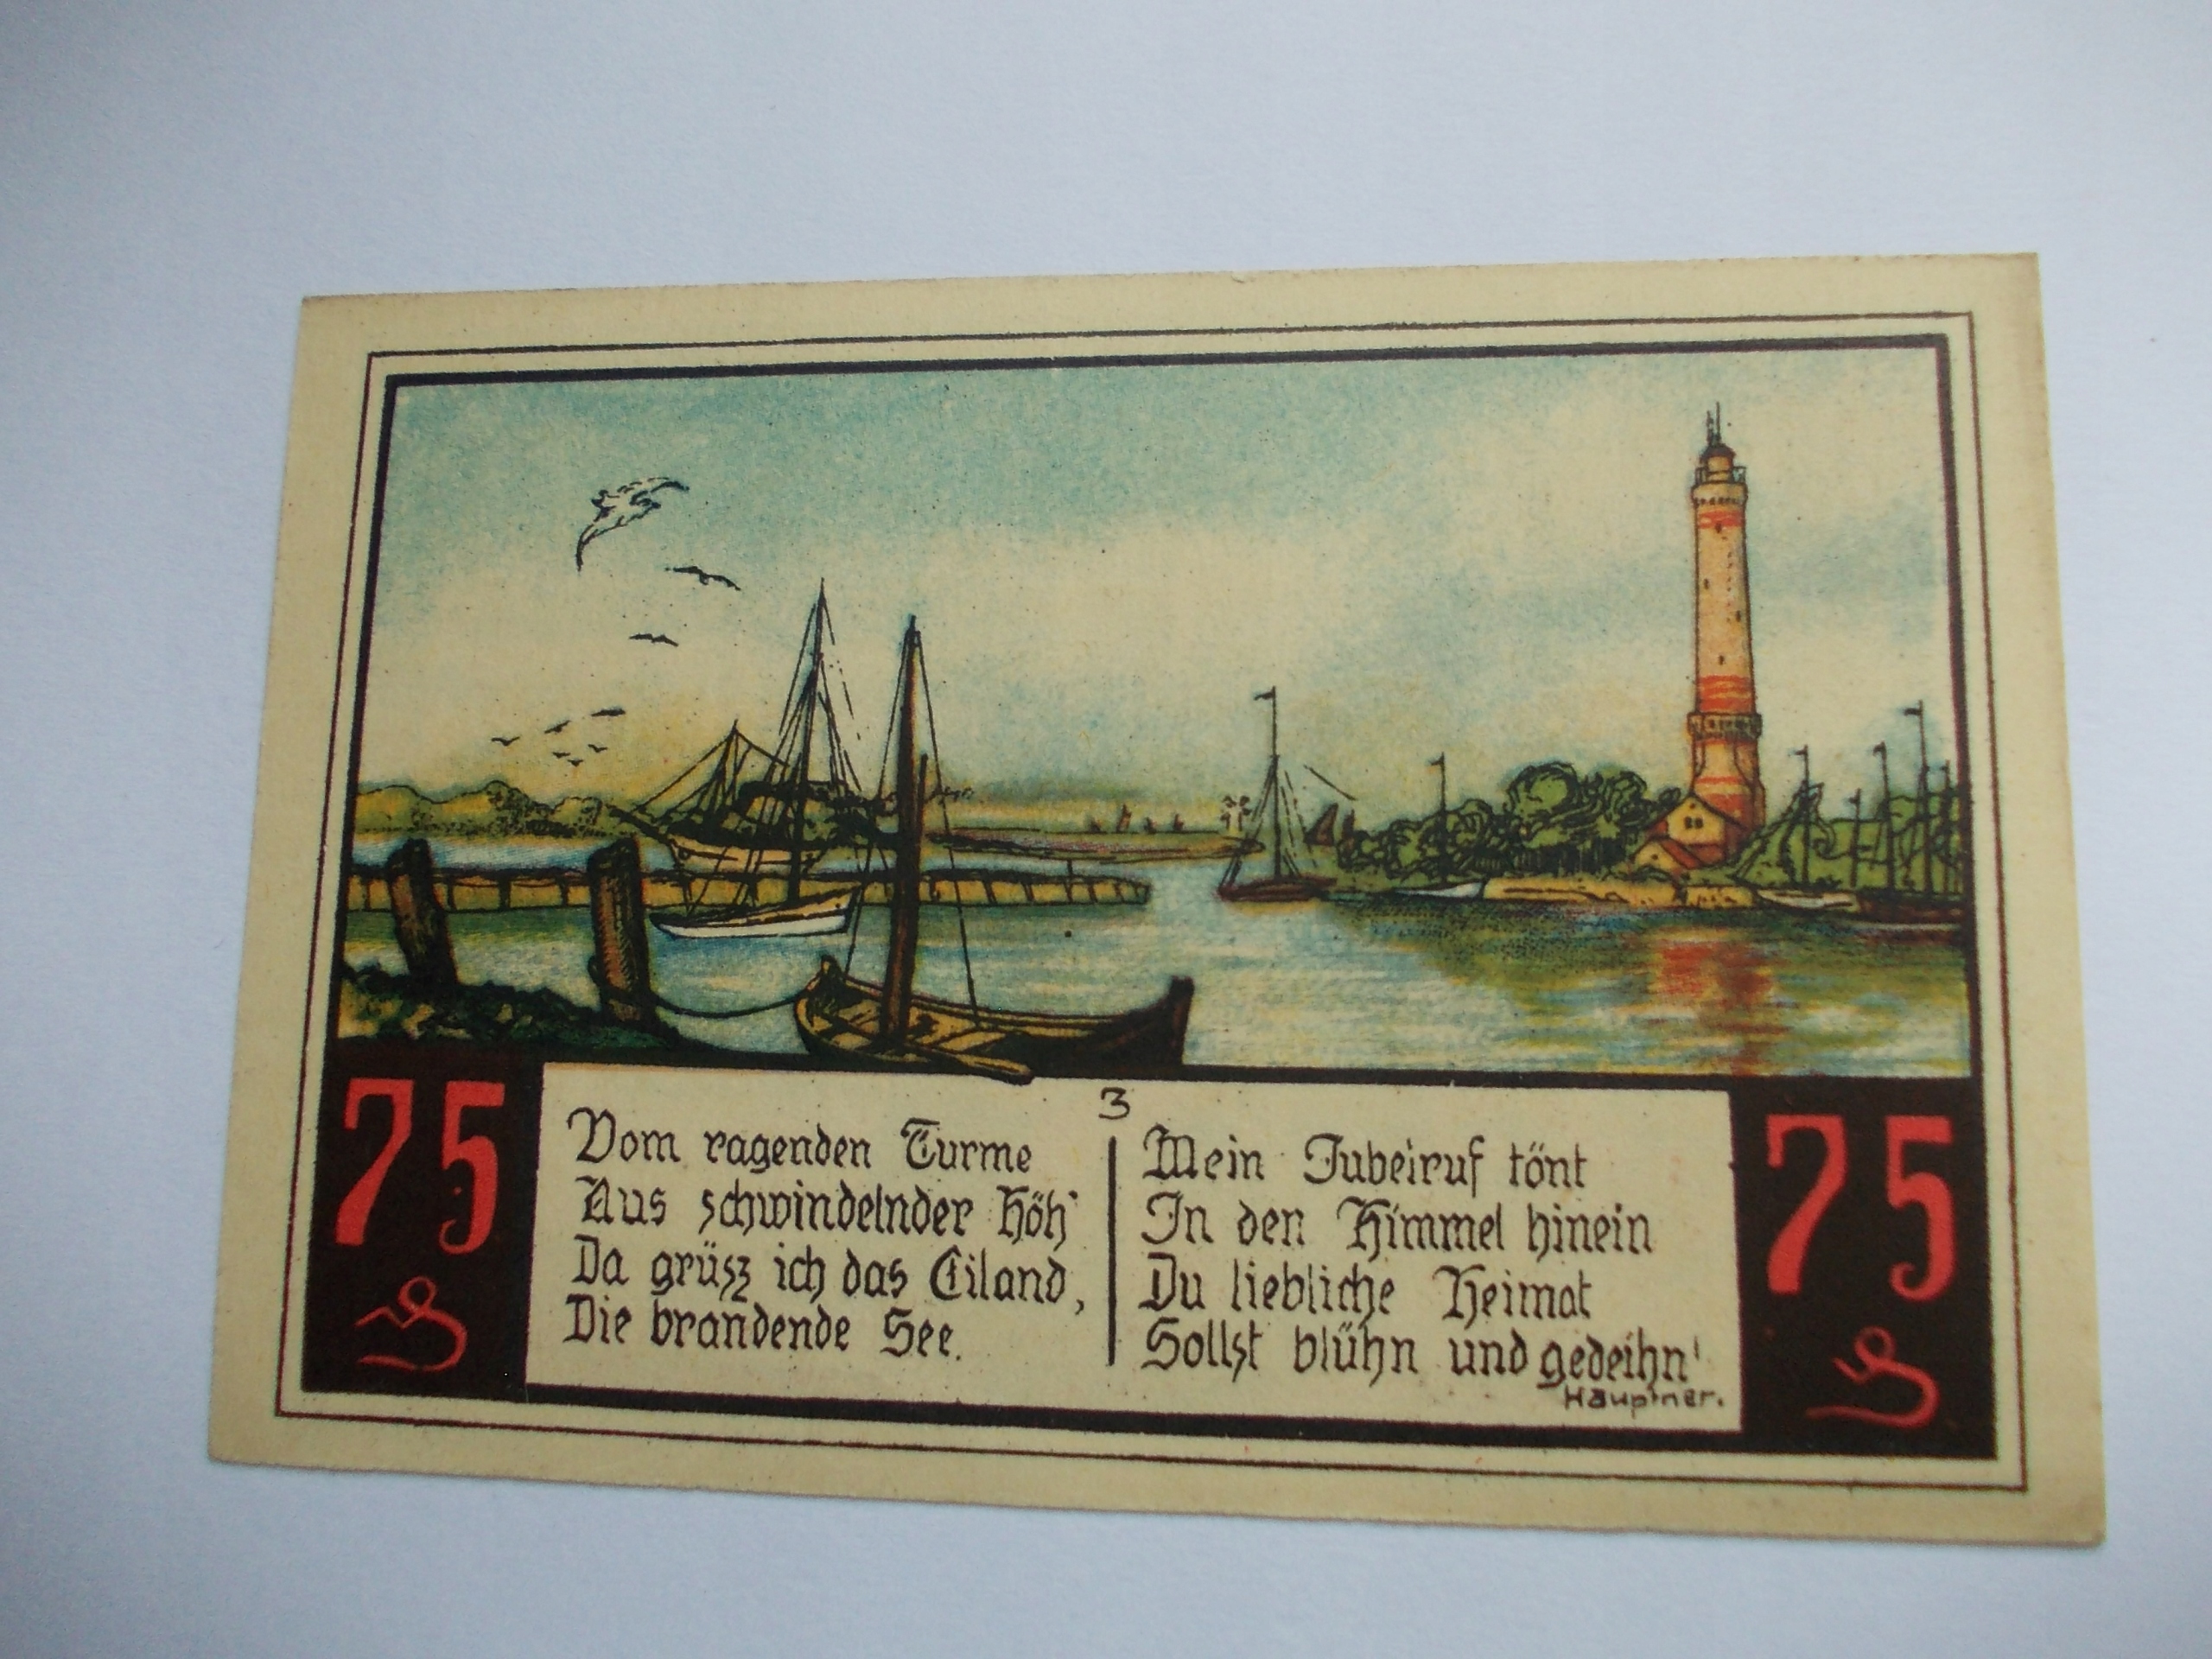 3
Vom ragenden Turme
Aus schwindelnder Höh'
Da grüsz ich das Eiland,
Die brandende See.
Mein Jubelruf tönt
In den Himmel hinein
Du liebliche Heimat
Sollst blühn und gedeihn!
Hauptner.
75 ₰
75 ₰